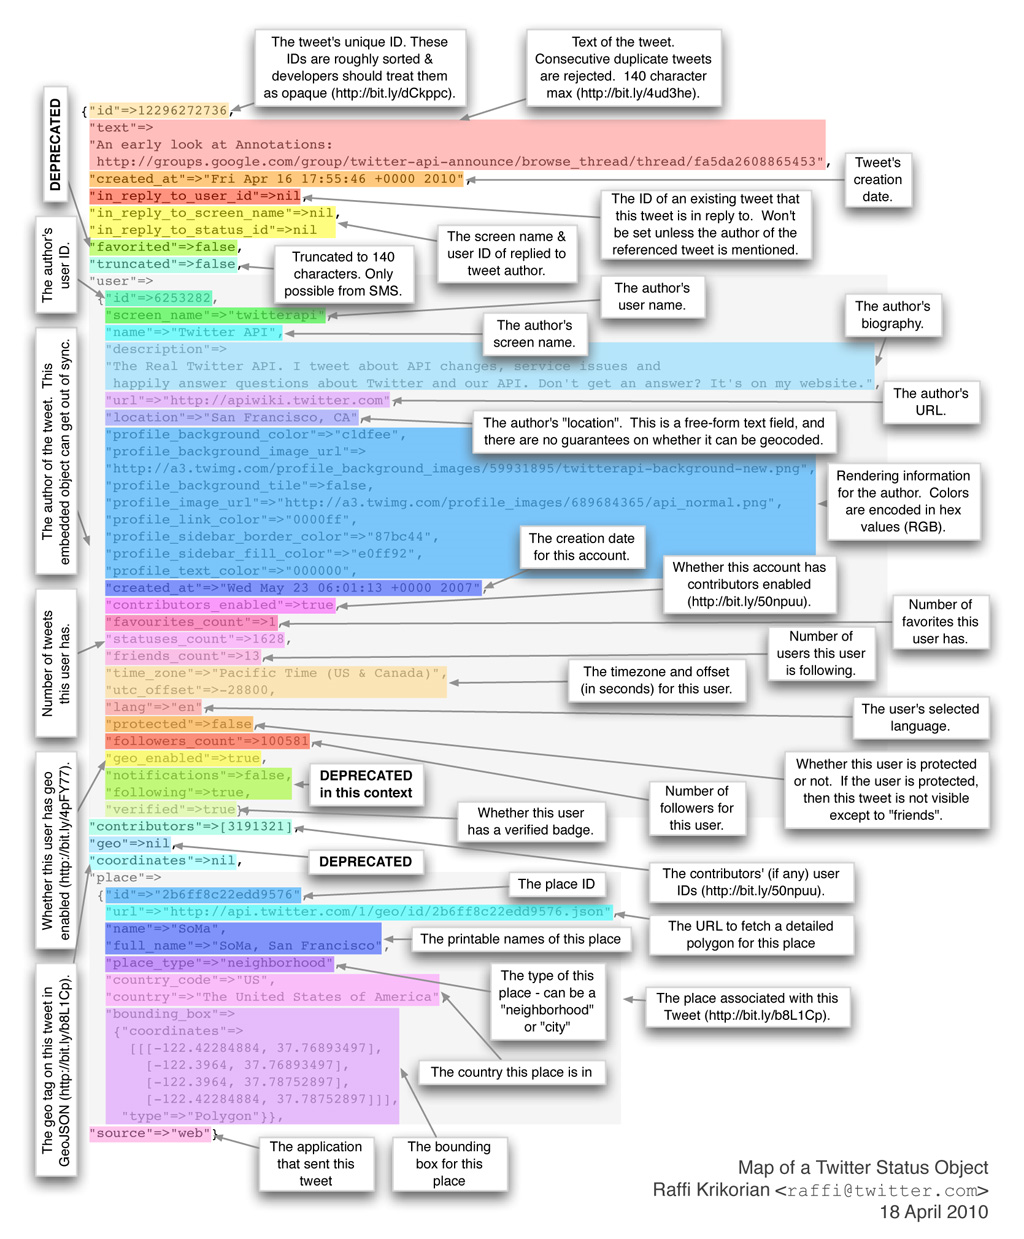 The tweet's unique ID. These
IDs are roughly sorted &
developers should treat them
as opaque (http://bit.ly/dCkppc).
Text of the tweet.
Consecutive duplicate tweets
are rejected. 140 character
max (http://bit.ly/4ud3he).
DEPRECATED
{"id"=>12296272736,
"text"=>
"An early look at Annotations:
http://groups.google.com/group/twitter-api-announce/browse_thread/thread/fa5da2608865453",
Tweet's
creation
date.
"created_at"=>"Fri Apr 16 17:55:46 +0000 2010",
"in_reply_to_user_id"=>nil,
The ID of an existing tweet that
this tweet is in reply to. Won't
be set unless the author of the
referenced tweet is mentioned.
"in_reply_to_screen_name"=>nil,
"in_reply_to_status_id"=>nil
The screen name &
user ID of replied to
tweet author.
"favorited"=>false,
"truncated"=>false,
Truncated to 140
characters. Only
possible from SMS.
The author's
user ID.
"user"=>
{"id"=>6253282,
The author's
user name.
"screen_name"=>"twitterapi",
The author's
biography.
"name"=>"Twitter API",
The author's
screen name.
"description"=>
"The Real Twitter API. I tweet about API changes, service issues and
happily answer questions about Twitter and our API. Don't get an answer? It's on my website.",
The author of the tweet. This
embedded object can get out of sync.
"url"=>"http://apiwiki.twitter.com",
The author's
URL.
"location"=>"San Francisco, CA",
The author's "location". This is a free-form text field, and
there are no guarantees on whether it can be geocoded.
"profile_background_color"=>"c1dfee",
"profile_background_image_url"=>
"http://a3.twimg.com/profile_background_images/59931895/twitterapi-background-new.png",
"profile_background_tile"=>false,
"profile_image_url"=>"http://a3.twimg.com/profile_images/689684365/api_normal.png",
"profile_link_color"=>"0000ff",
"profile_sidebar_border_color"=>"87bc44",
"profile_sidebar_fill_color"=>"e0ff92",
"profile_text_color"=>"000000",
Rendering information
for the author. Colors
are encoded in hex
values (RGB).
The creation date
for this account.
"created_at"=>"Wed May 23 06:01:13 +0000 2007",
Whether this account has
contributors enabled
(http://bit.ly/50npuu).
"contributors_enabled"=>true,
"favourites_count"=>1,
Number of
favorites this
user has.
"statuses_count"=>1628,
Number of tweets
this user has.
"friends_count"=>13,
Number of
users this user
is following.
"time_zone"=>"Pacific Time (US & Canada)",
"utc_offset"=>-28800,
The timezone and offset
(in seconds) for this user.
"lang"=>"en",
The user's selected
language.
"protected"=>false,
Whether this user is protected
or not. If the user is protected,
then this tweet is not visible
except to "friends".
"followers_count"=>100581,
Number of
followers for
this user.
"geo_enabled"=>true,
Whether this user has geo
enabled (http://bit.ly/4pFY77).
"notifications"=>false,
"following"=>true,
DEPRECATED
in this context
"verified"=>true},
Whether this user
has a verified badge.
"contributors"=>[3191321],
The contributors' (if any) user
IDs (http://bit.ly/50npuu).
"geo"=>nil,
DEPRECATED
"coordinates"=>nil,
The geo tag on this tweet in
GeoJSON (http://bit.ly/b8L1Cp).
"place"=>
{"id"=>"2b6ff8c22edd9576",
The place ID
"url"=>"http://api.twitter.com/1/geo/id/2b6ff8c22edd9576.json",
The URL to fetch a detailed
polygon for this place
"name"=>"SoMa",
"full_name"=>"SoMa, San Francisco",
The printable names of this place
"place_type"=>"neighborhood",
The type of this
place - can be a
"neighborhood"
or "city"
"country_code"=>"US",
"country"=>"The United States of America",
The country this place is in
The place associated with this
Tweet (http://bit.ly/b8L1Cp).
"bounding_box"=>
{"coordinates"=>
[[[-122.42284884, 37.76893497],
[-122.3964, 37.76893497],
[-122.3964, 37.78752897],
[-122.42284884, 37.78752897]]],
"type"=>"Polygon"}},
The bounding
box for this
place
"source"=>"web"}
The application
that sent this
tweet
Map of a Twitter Status Object
Raffi Krikorian <raffi@twitter.com>
18 April 2010